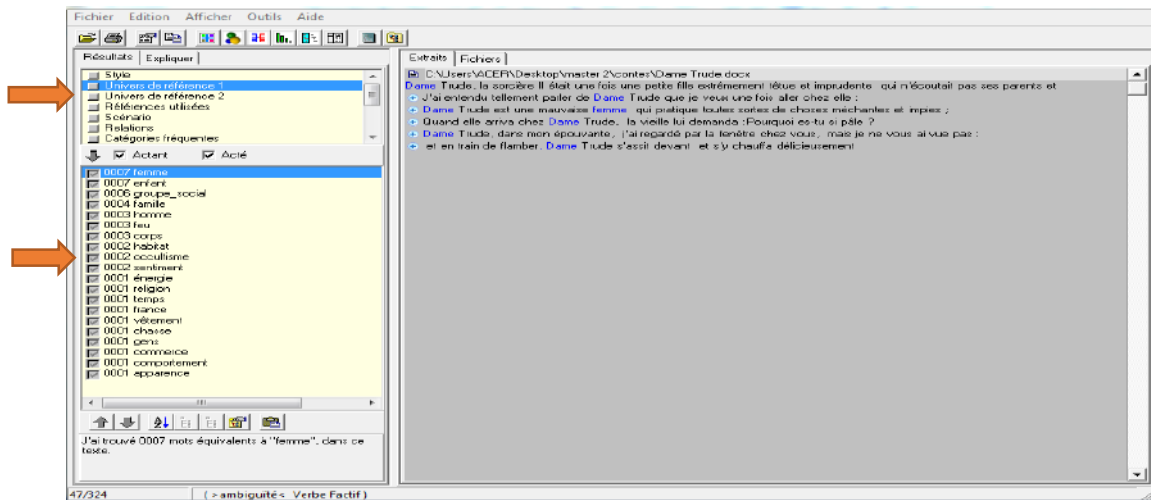 Fichier Edition Afficher Outils Aide
Résultats Expliquer
Style
Univers de référence 1
Univers de référence 2
Références utilisées
Scénario
Relations
Catégories fréquentes
Actant Acté
0007 femme
0007 enfant
0006 groupe_social
0004 famille
0003 homme
0003 feu
0003 corps
0002 habitat
0002 occultisme
0002 sentiment
0001 énergie
0001 religion
0001 temps
0001 france
0001 vêtement
0001 chasse
0001 gens
0001 commerce
0001 comportement
0001 apparence
J'ai trouvé 0007 mots équivalents à "femme", dans ce
texte.
Extraits Fichiers
C:\Users\ACER\Desktop\master 2\contes\Dame Trude.docx
Dame Trude, la sorcière Il était une fois une petite fille extrêmement têtue et imprudente qui n'écoutait pas ses parents et
J'ai entendu tellement parler de Dame Trude que je veux une fois aller chez elle ;
Dame Trude est une mauvaise femme qui pratique toutes sortes de choses méchantes et impies ;
Quand elle arriva chez Dame Trude, la vieille lui demanda :Pourquoi es-tu si pâle ?
Dame Trude, dans mon épouvante, j'ai regardé par la fenêtre chez vous, mais je ne vous ai vue pas :
et en train de flamber. Dame Trude s'assit devant et s'y chauffa délicieusement
47/324 ( >ambiguïté< Verbe Factif )